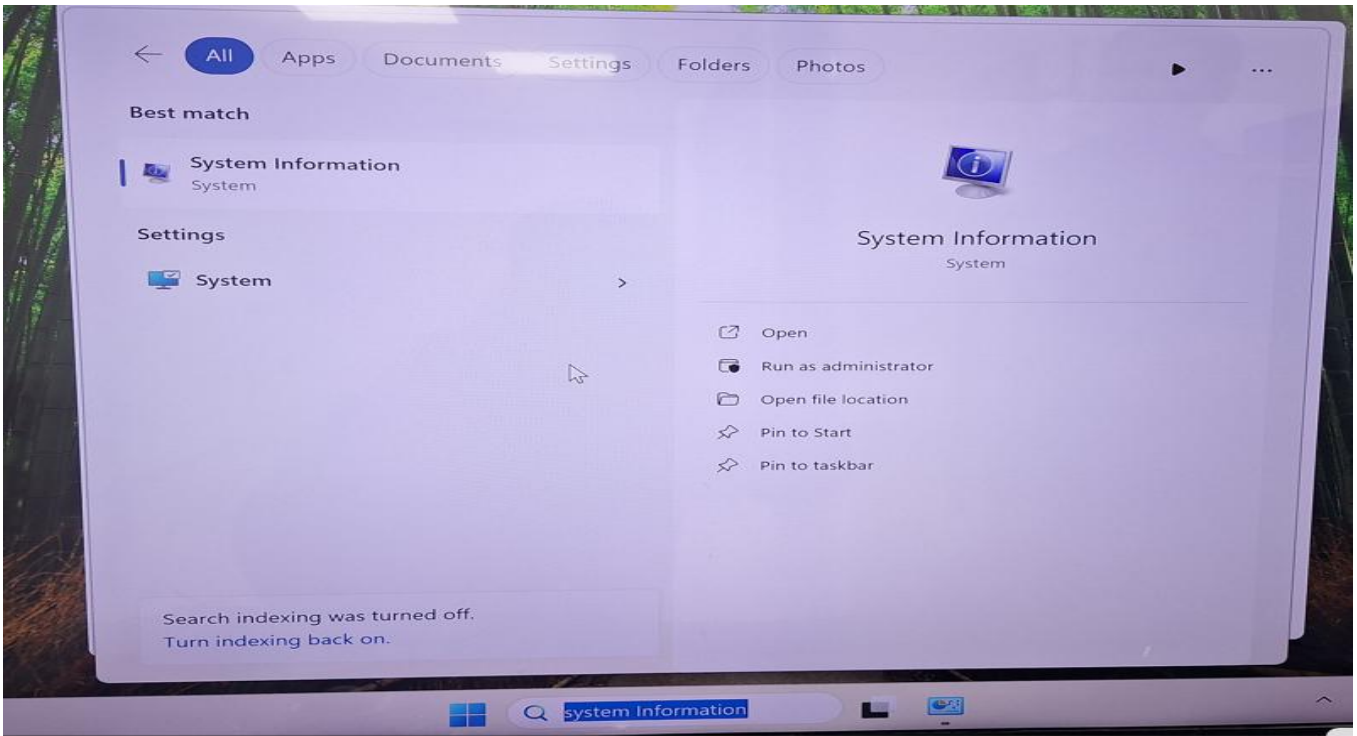 All Apps Documents Settings Folders Photos
Best match
System Information
System
Settings
System
System Information
System
Open
Run as administrator
Open file location
Pin to Start
Pin to taskbar
Search indexing was turned off.
Turn indexing back on.
system Information